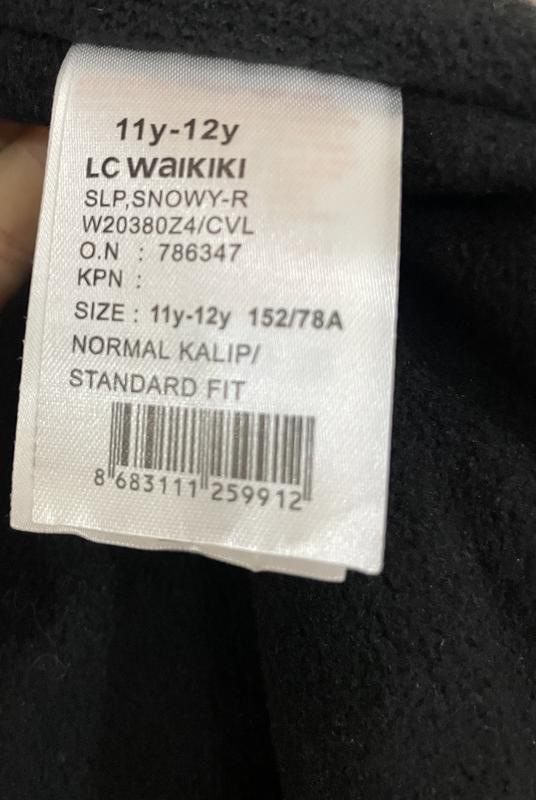 11y-12y
LC WAIKIKI
SLP,SNOWY-R
W20380Z4/CVL
O.N : 786347
KPN :
SIZE : 11y-12y 152/78A
NORMAL KALIP/
STANDARD FIT
8 683111 259912